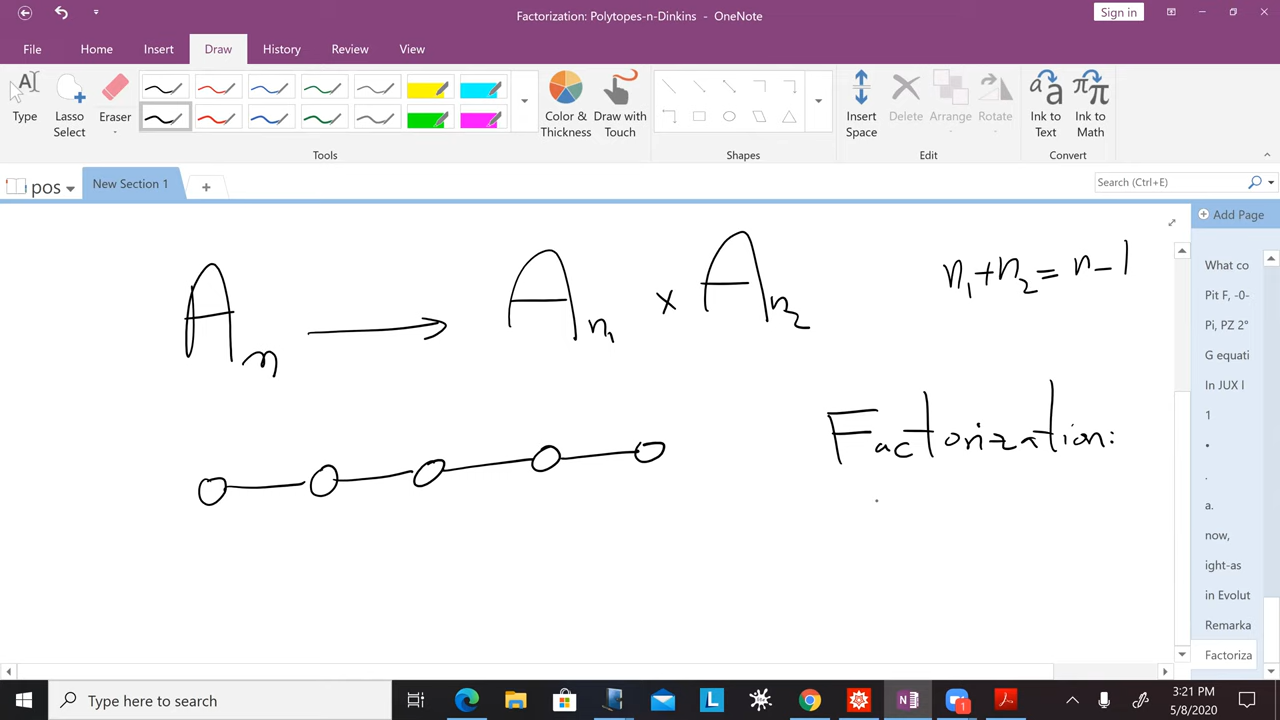 Factorization: Polytopes-n-Dinkins - OneNote
Sign in
File Home Insert Draw History Review View
Type
Lasso Select
Eraser
Color & Thickness
Draw with Touch
Insert Space
Delete
Arrange
Rotate
Ink to Text
Ink to Math
Tools
Shapes
Edit
Convert
pos
New Section 1
+
Search (Ctrl+E)
Add Page
A_n → A_{n_1} × A_{n_2}
n_1+n_2 = n-1
Factorization:
What co
Pit F, -0-
Pi, PZ 2°
G equati
In JUX l
1
•
.
a.
now,
ight-as
in Evolut
Remarka
Factoriza
Type here to search
3:21 PM
5/8/2020